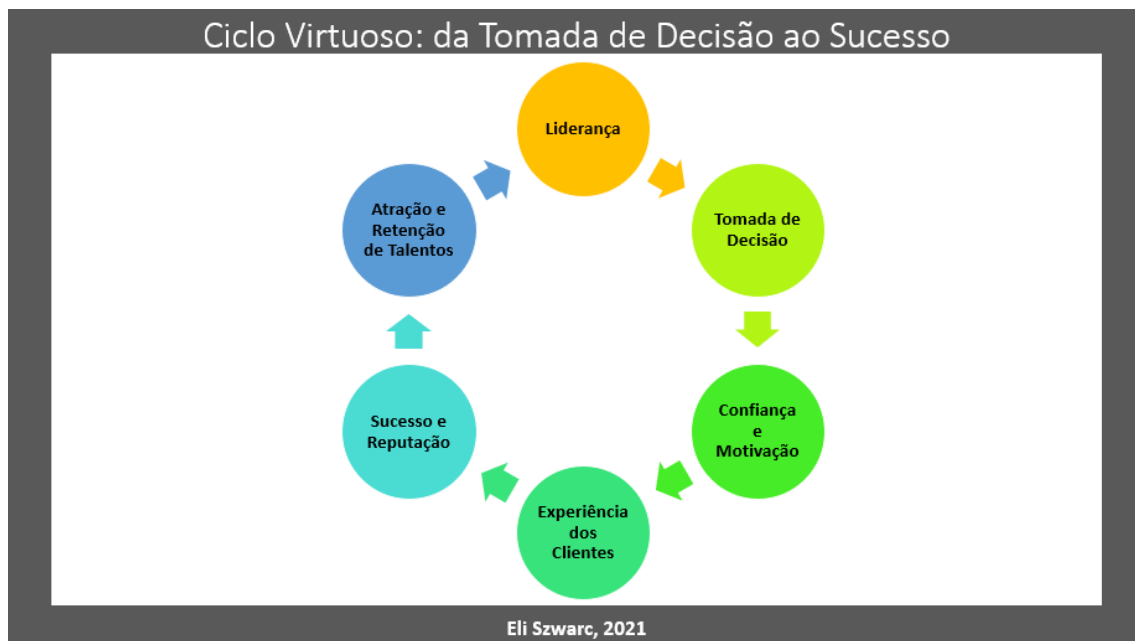 Ciclo Virtuoso: da Tomada de Decisão ao Sucesso
Liderança
Tomada de
Decisão
Confiança
e
Motivação
Experiência
dos
Clientes
Sucesso e
Reputação
Atração e
Retenção
de Talentos
Eli Szwarc, 2021